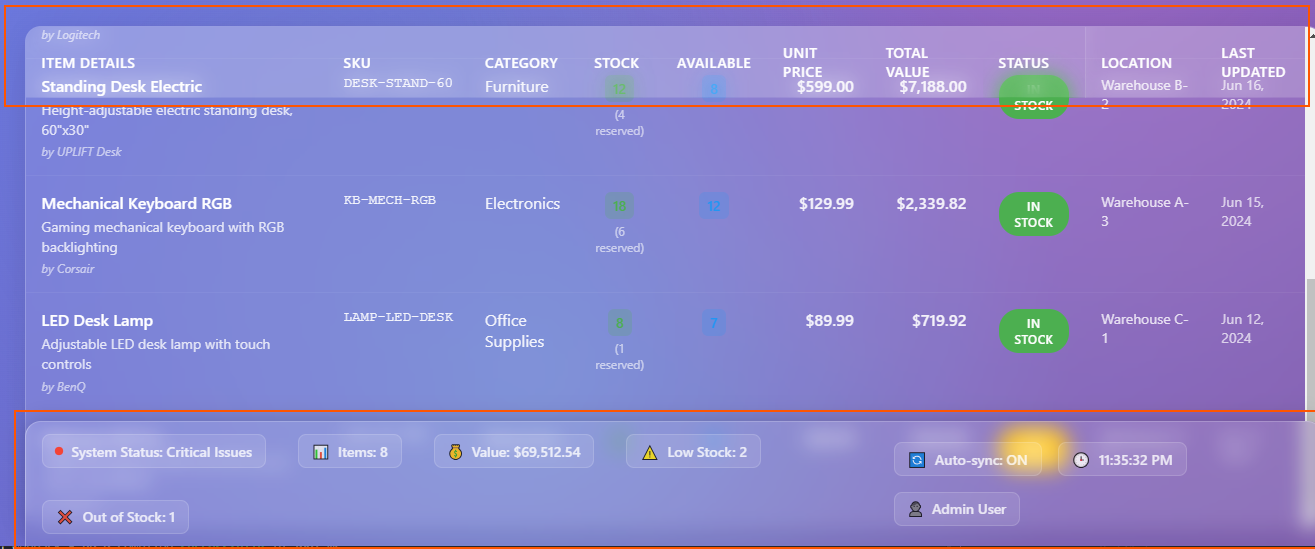 by Logitech
ITEM DETAILS SKU CATEGORY STOCK AVAILABLE UNIT PRICE TOTAL VALUE STATUS LOCATION LAST UPDATED
Standing Desk Electric DESK-STAND-60 Furniture 8 $599.00 $7,188.00 IN STOCK Warehouse B-2 Jun 16, 2024
Height-adjustable electric standing desk,
60"x30"
(4 reserved)
by UPLIFT Desk
Mechanical Keyboard RGB KB-MECH-RGB Electronics 18 12 $129.99 $2,339.82 IN STOCK Warehouse A-3 Jun 15, 2024
Gaming mechanical keyboard with RGB
backlighting
(6 reserved)
by Corsair
LED Desk Lamp LAMP-LED-DESK Office Supplies 8 7 $89.99 $719.92 IN STOCK Warehouse C-1 Jun 12, 2024
Adjustable LED desk lamp with touch
controls
(1 reserved)
by BenQ
System Status: Critical Issues Items: 8 Value: $69,512.54 Low Stock: 2 Auto-sync: ON 11:35:32 PM
Out of Stock: 1 Admin User